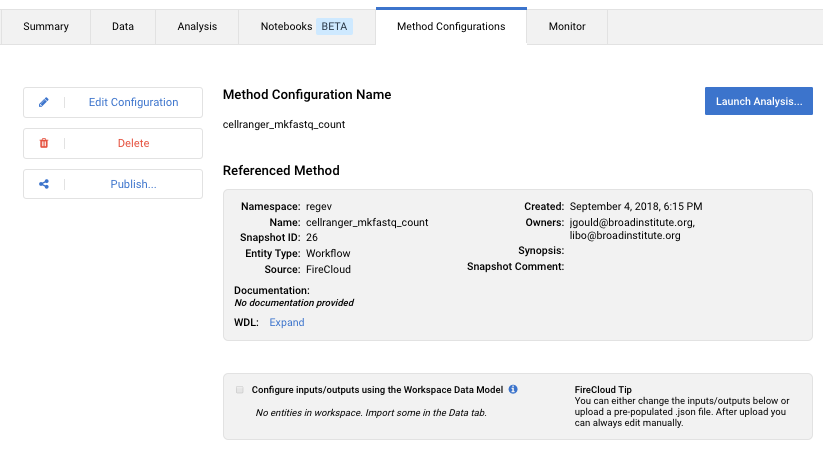 Summary Data Analysis Notebooks BETA Method Configurations Monitor
Edit Configuration
Delete
Publish...
Method Configuration Name
Launch Analysis...
cellranger_mkfastq_count
Referenced Method
Namespace: regev
Name: cellranger_mkfastq_count
Snapshot ID: 26
Entity Type: Workflow
Source: FireCloud
Created: September 4, 2018, 6:15 PM
Owners: jgould@broadinstitute.org,
libo@broadinstitute.org
Synopsis:
Snapshot Comment:
Documentation:
No documentation provided
WDL: Expand
Configure inputs/outputs using the Workspace Data Model
No entities in workspace. Import some in the Data tab.
FireCloud Tip
You can either change the inputs/outputs below or
upload a pre-populated .json file. After upload you
can always edit manually.